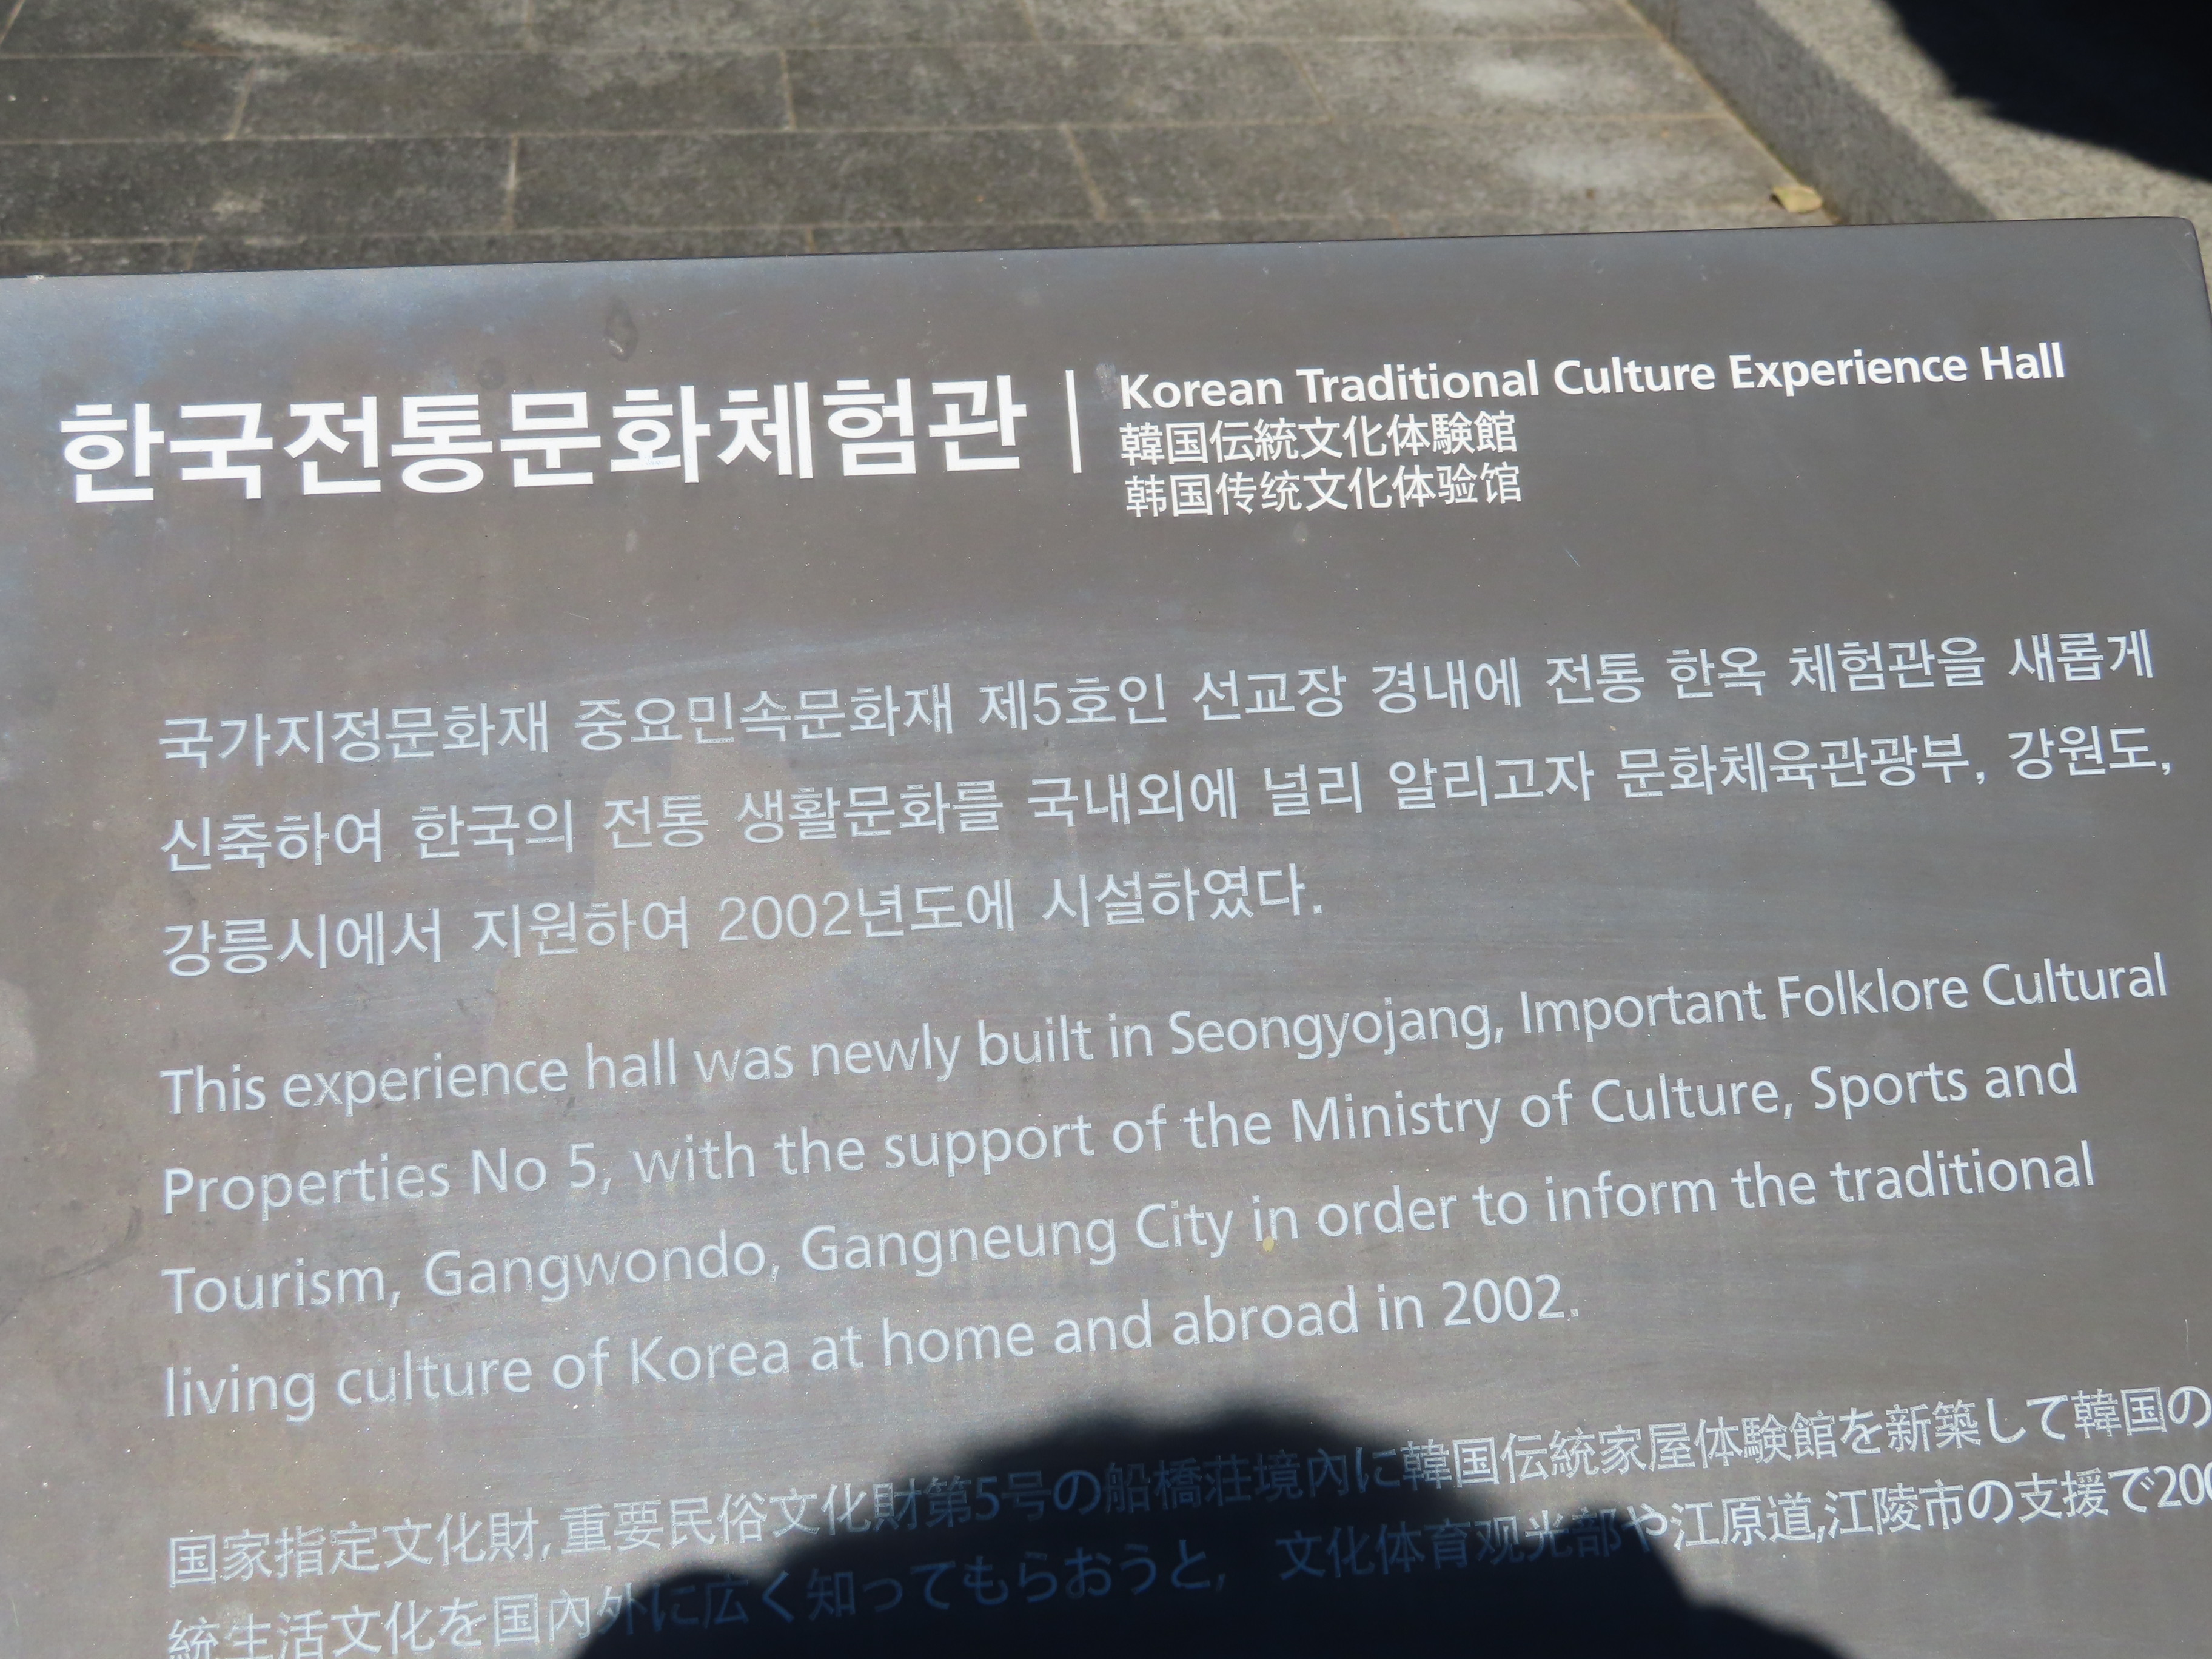 한국전통문화체험관
Korean Traditional Culture Experience Hall
韓国伝統文化体験館
韩国传统文化体验馆
국가지정문화재 중요민속문화재 제5호인 선교장 경내에 전통 한옥 체험관을 새롭게
신축하여 한국의 전통 생활문화를 국내외에 널리 알리고자 문화체육관광부, 강원도,
강릉시에서 지원하여 2002년도에 시설하였다.
This experience hall was newly built in Seongyojang, Important Folklore Cultural
Properties No 5, with the support of the Ministry of Culture, Sports and
Tourism, Gangwondo, Gangneung City in order to inform the traditional
living culture of Korea at home and abroad in 2002.
国家指定文化財,重要民俗文化財第5号の船橋荘境內に韓国伝統家屋体験館を新築して韓国の
統生活文化を国內外に広く知ってもらおうと, 文化体育观光部や江原道,江陵市の支援で200